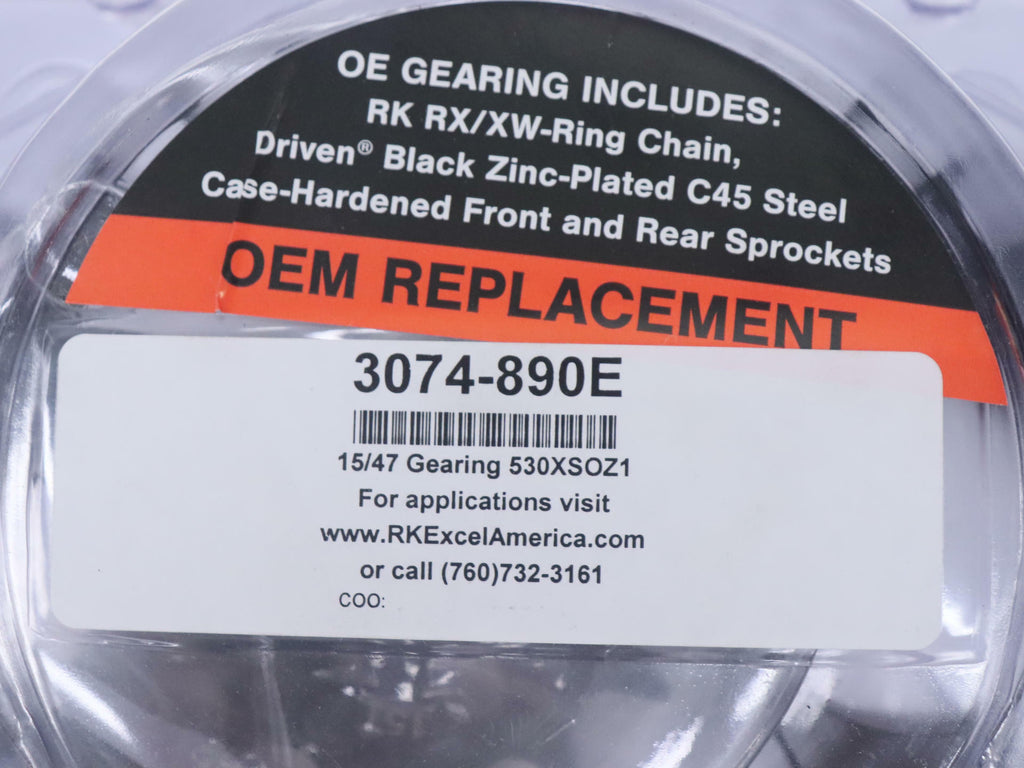 OE GEARING INCLUDES:
RK RX/XW-Ring Chain,
Driven® Black Zinc-Plated C45 Steel
Case-Hardened Front and Rear Sprockets
OEM REPLACEMENT
3074-890E
15/47 Gearing 530XSOZ1
For applications visit
www.RKExcelAmerica.com
or call (760)732-3161
COO: